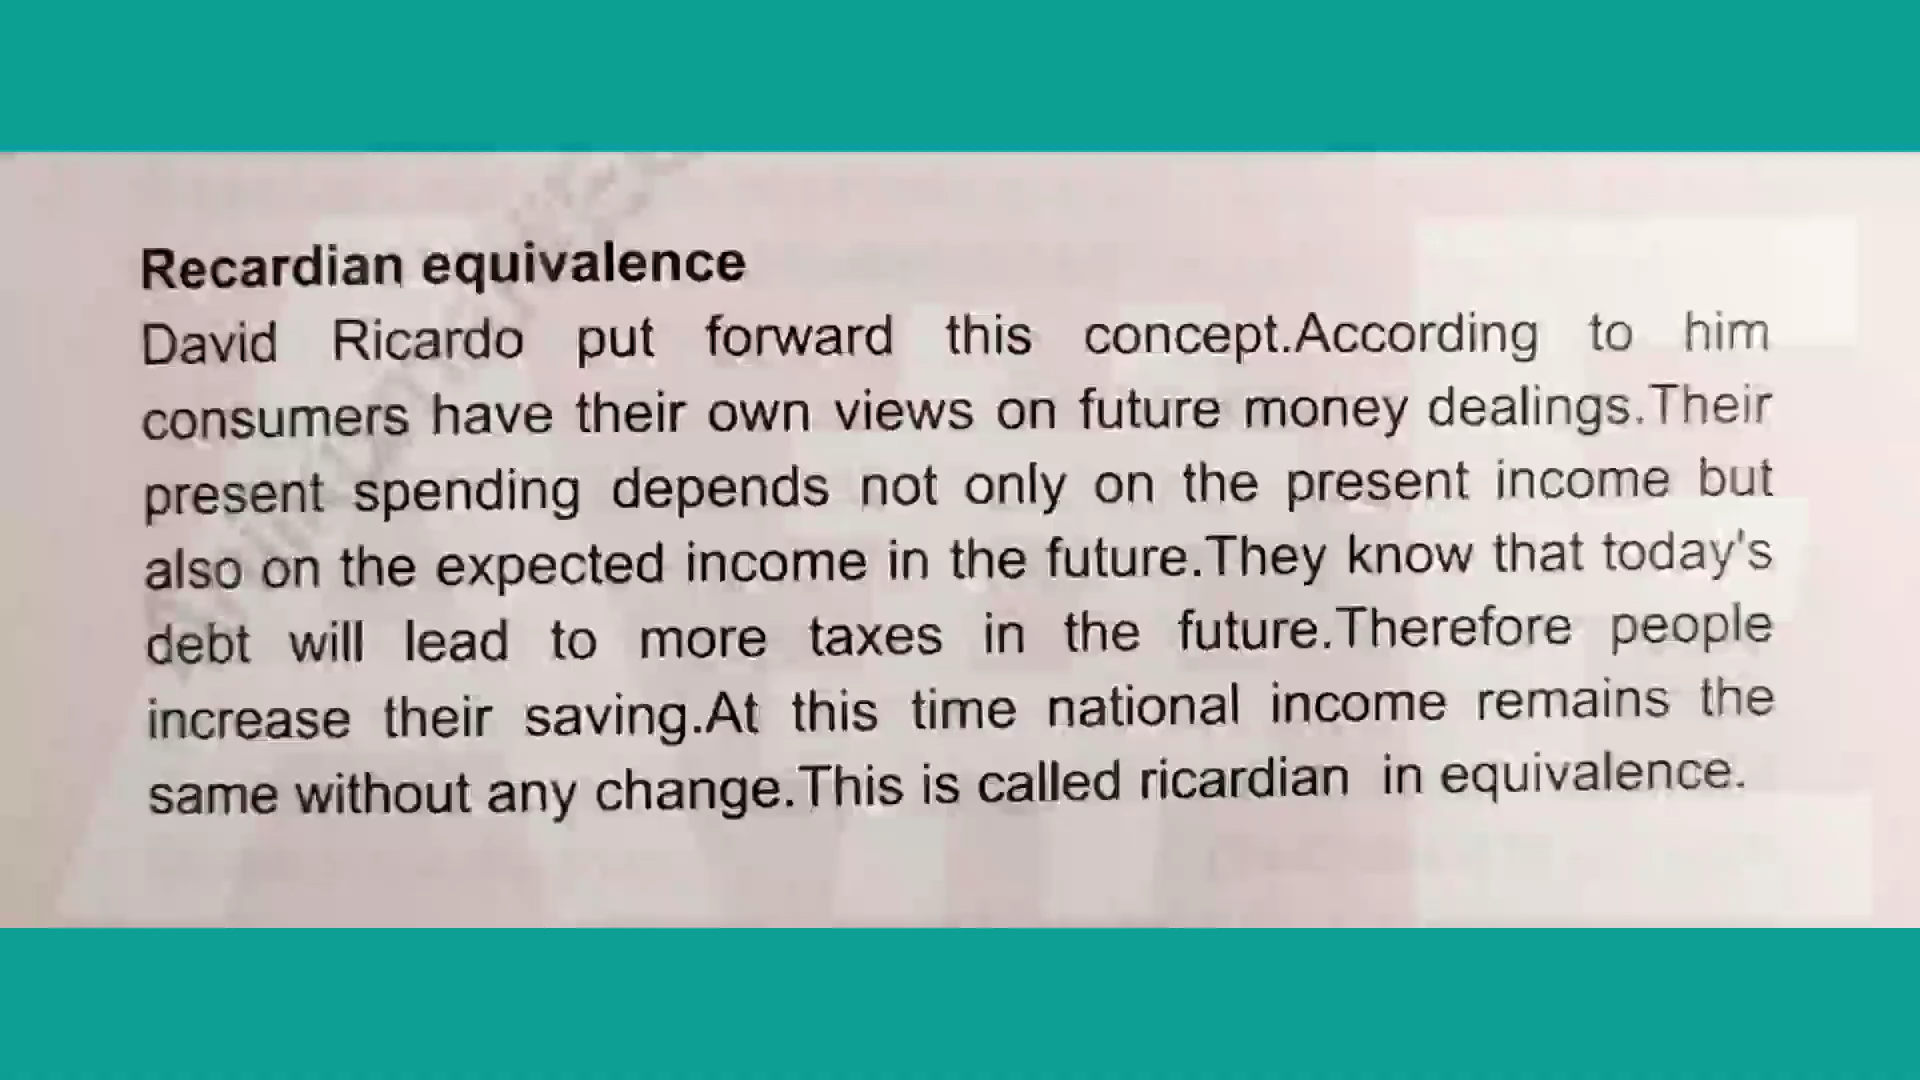 Recardian equivalence
David Ricardo put forward this concept.According to him
consumers have their own views on future money dealings.Their
present spending depends not only on the present income but
also on the expected income in the future.They know that today's
debt will lead to more taxes in the future.Therefore people
increase their saving.At this time national income remains the
same without any change.This is called ricardian in equivalence.